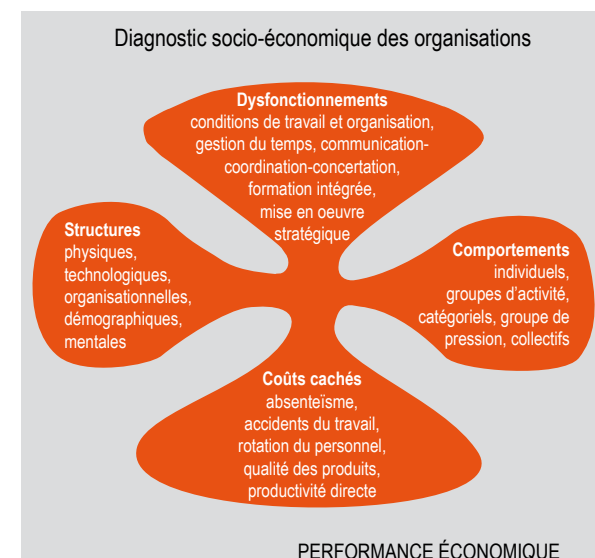 Diagnostic socio-économique des organisations
Dysfonctionnements
conditions de travail et organisation,
gestion du temps, communication-
coordination-concertation,
formation intégrée,
mise en oeuvre
stratégique
Structures
physiques,
technologiques,
organisationnelles,
démographiques,
mentales
Comportements
individuels,
groupes d'activité,
catégoriels, groupe de
pression, collectifs
Coûts cachés
absenteïsme,
accidents du travail,
rotation du personnel,
qualité des produits,
productivité directe
PERFORMANCE ÉCONOMIQUE